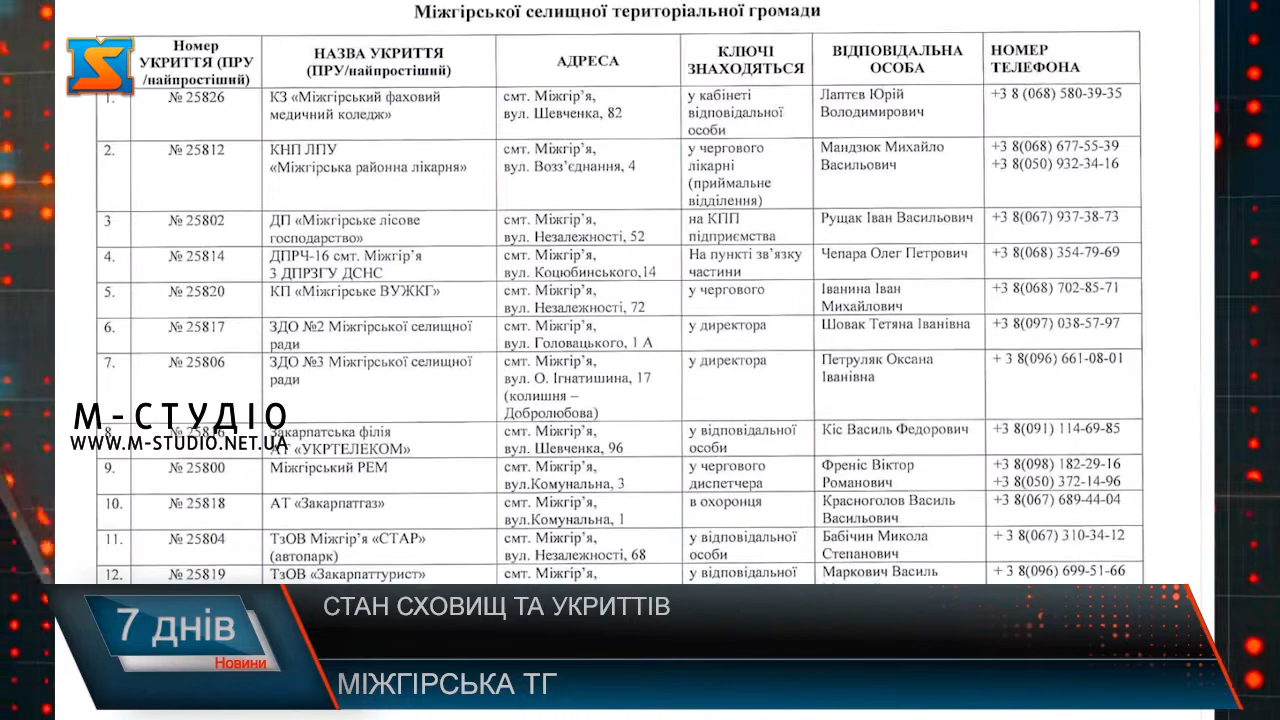 Міжгірської селищної територіальної громади
Номер УКРИТТЯ (ПРУ /найпростіший) НАЗВА УКРИТТЯ (ПРУ/найпростіший) АДРЕСА КЛЮЧІ ЗНАХОДЯТЬСЯ ВІДПОВІДАЛЬНА ОСОБА НОМЕР ТЕЛЕФОНА
1. № 25826 КЗ «Міжгірський фаховий медичний коледж» смт. Міжгір’я, вул. Шевченка, 82 у кабінеті відповідальної особи Лаптєв Юрій Володимирович +3 8 (068) 580-39-35
2. № 25812 КНП ЛПУ «Міжгірська районна лікарня» смт. Міжгір’я, вул. Возз’єднання, 4 у чергового лікарні (приймальне відділення) Мандзюк Михайло Васильович +3 8(068) 677-55-39 +3 8(050) 932-34-16
3 № 25802 ДП «Міжгірське лісове господарство» смт. Міжгір’я, вул. Незалежності, 52 на КПП підприємства Рущак Іван Васильович +3 8(067) 937-38-73
4. № 25814 ДПРЧ-16 смт. Міжгір’я 3 ДПРЗГУ ДСНС смт. Міжгір’я, вул. Коцюбинського,14 На пункті зв’язку частини Чепара Олег Петрович +3 8(068) 354-79-69
5. № 25820 КП «Міжгірське ВУЖКГ» смт. Міжгір’я, вул. Незалежності, 72 у чергового Іванина Іван Михайлович +3 8(068) 702-85-71
6. № 25817 ЗДО №2 Міжгірської селищної ради смт. Міжгір’я, вул. Головацького, 1 А у директора Шовак Тетяна Іванівна +3 8(097) 038-57-97
7. № 25806 ЗДО №3 Міжгірської селищної ради смт. Міжгір’я, вул. О. Ігнатишина, 17 (колишня – Добролюбова) у директора Петруляк Оксана Іванівна + 3 8(096) 661-08-01
М-СТУДІО
WWW.M-STUDIO.NET.UA
8. Закарпатська філія АТ «УКРТЕЛЕКОМ» смт. Міжгір’я, вул. Шевченка, 96 у відповідальної особи Кіс Василь Федорович +3 8(091) 114-69-85
9. № 25800 Міжгірський РЕМ смт. Міжгір’я, вул.Комунальна, 3 у чергового диспетчера Френіс Віктор Романович +3 8(098) 182-29-16 +3 8(050) 372-14-96
10. № 25818 АТ «Закарпатгаз» смт. Міжгір’я, вул.Комунальна, 1 в охоронця Красноголов Василь Васильович +3 8(067) 689-44-04
11. № 25804 ТзОВ Міжгір’я «СТАР» (автопарк) смт. Міжгір’я, вул. Незалежності, 68 у відповідальної особи Бабічин Микола Степанович + 3 8(067) 310-34-12
12. № 25819 ТзОВ «Закарпаттурист» смт. Міжгір’я, у відповідальної Маркович Василь + 3 8(096) 699-51-66
7 днів
Новини
СТАН СХОВИЩ ТА УКРИТТІВ
МІЖГІРСЬКА ТГ